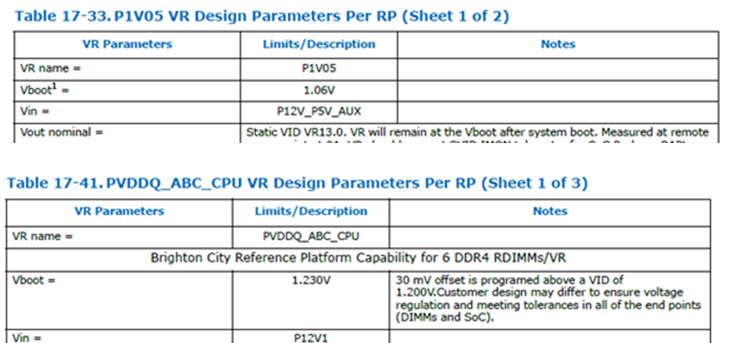 Table 17-33. P1V05 VR Design Parameters Per RP (Sheet 1 of 2)
VR Parameters Limits/Description Notes
VR name = P1V05
Vboot1 = 1.06V
Vin = P12V_P5V_AUX
Vout nominal = Static VID VR13.0. VR will remain at the Vboot after system boot. Measured at remote
Table 17-41. PVDDQ_ABC_CPU VR Design Parameters Per RP (Sheet 1 of 3)
VR Parameters Limits/Description Notes
VR name = PVDDQ_ABC_CPU
Brighton City Reference Platform Capability for 6 DDR4 RDIMMs/VR
Vboot = 1.230V 30 mV offset is programed above a VID of
1.200V.Customer design may differ to ensure voltage
regulation and meeting tolerances in all of the end points
(DIMMs and SoC).
Vin = P12V1